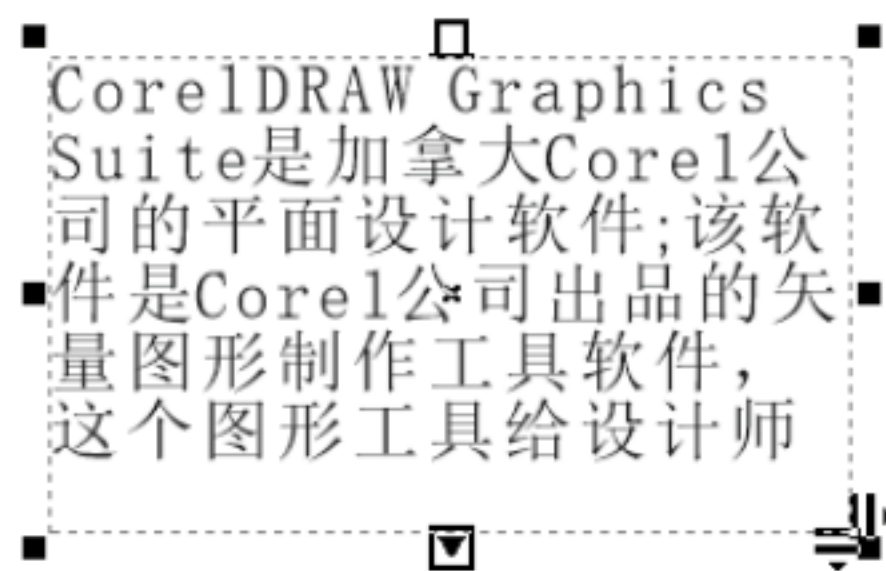 CorelDRAW Graphics
Suite是加拿大Corel公
司的平面设计软件;该软
件是Corel公司出品的矢
量图形制作工具软件，
这个图形工具给设计师